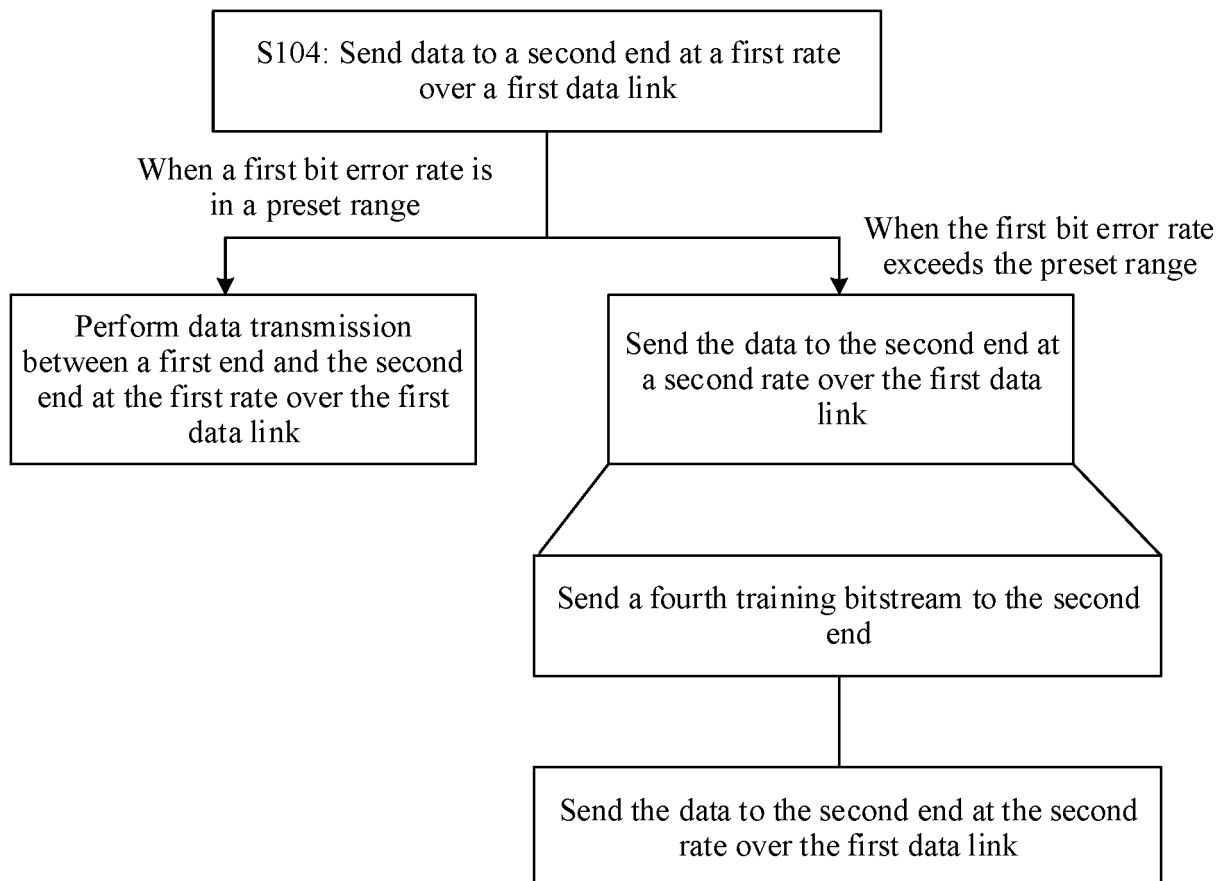 S104: Send data to a second end at a first rate
over a first data link
When a first bit error rate is
in a preset range
When the first bit error rate
exceeds the preset range
Perform data transmission
between a first end and the second
end at the first rate over the first
data link
Send the data to the second end at
a second rate over the first data
link
Send a fourth training bitstream to the second
end
Send the data to the second end at the second
rate over the first data link